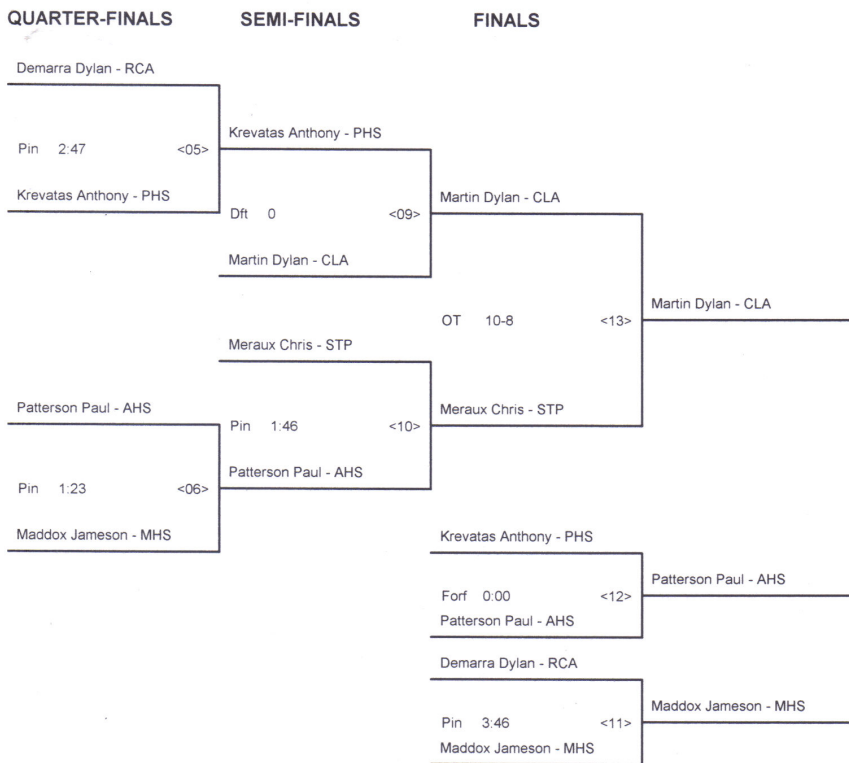 QUARTER-FINALS SEMI-FINALS FINALS
Demarra Dylan - RCA
Krevatas Anthony - PHS
Pin 2:47 <05>
Krevatas Anthony - PHS
Martin Dylan - CLA
Dft 0 <09>
Martin Dylan - CLA
Martin Dylan - CLA
OT 10-8 <13>
Meraux Chris - STP
Patterson Paul - AHS
Meraux Chris - STP
Pin 1:46 <10>
Patterson Paul - AHS
Pin 1:23 <06>
Maddox Jameson - MHS
Krevatas Anthony - PHS
Patterson Paul - AHS
Forf 0:00 <12>
Patterson Paul - AHS
Demarra Dylan - RCA
Maddox Jameson - MHS
Pin 3:46 <11>
Maddox Jameson - MHS